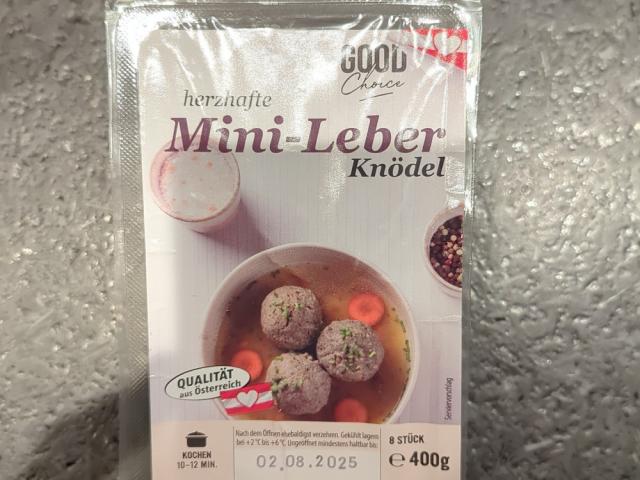 GOOD
Choice
herzhafte
Mini-Leber
Knödel
QUALITÄT
aus Österreich
Serviervorschlag
Nach dem Öffnen ehebaldigst verzehren. Gekühlt lagern
bei +2 °C bis +6 °C. Ungeöffnet mindestens haltbar bis:
02.08.2025
KOCHEN
10-12 MIN.
8 STÜCK
℮ 400g